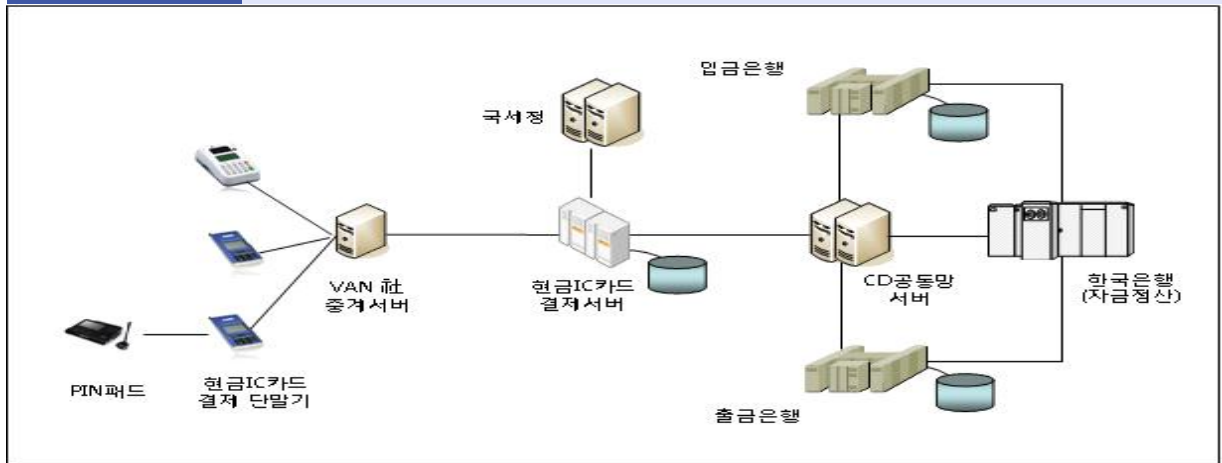 입금은행
국세청
VAN 社
중계서버
현금IC카드
결제서버
CD공동망
서버
한국은행
(자금정산)
PIN패드
현금IC카드
결제 단말기
출금은행